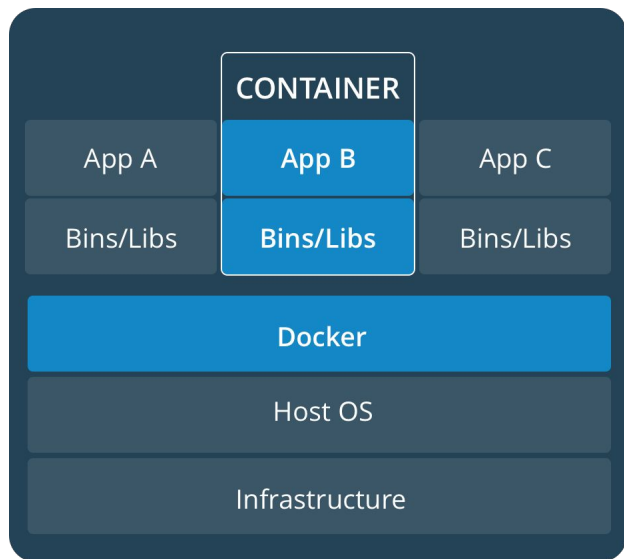 CONTAINER
App A
App B
App C
Bins/Libs
Bins/Libs
Bins/Libs
Docker
Host OS
Infrastructure